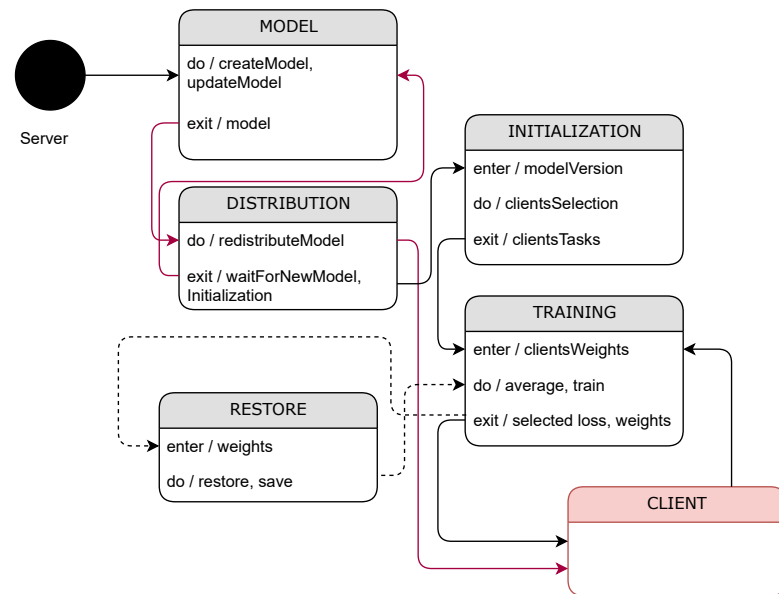 MODEL
do / createModel,
updateModel
exit / model
Server
DISTRIBUTION
do / redistributeModel
exit / waitForNewModel,
Initialization
INITIALIZATION
enter / modelVersion
do / clientsSelection
exit / clientsTasks
TRAINING
enter / clientsWeights
do / average, train
exit / selected loss, weights
RESTORE
enter / weights
do / restore, save
CLIENT